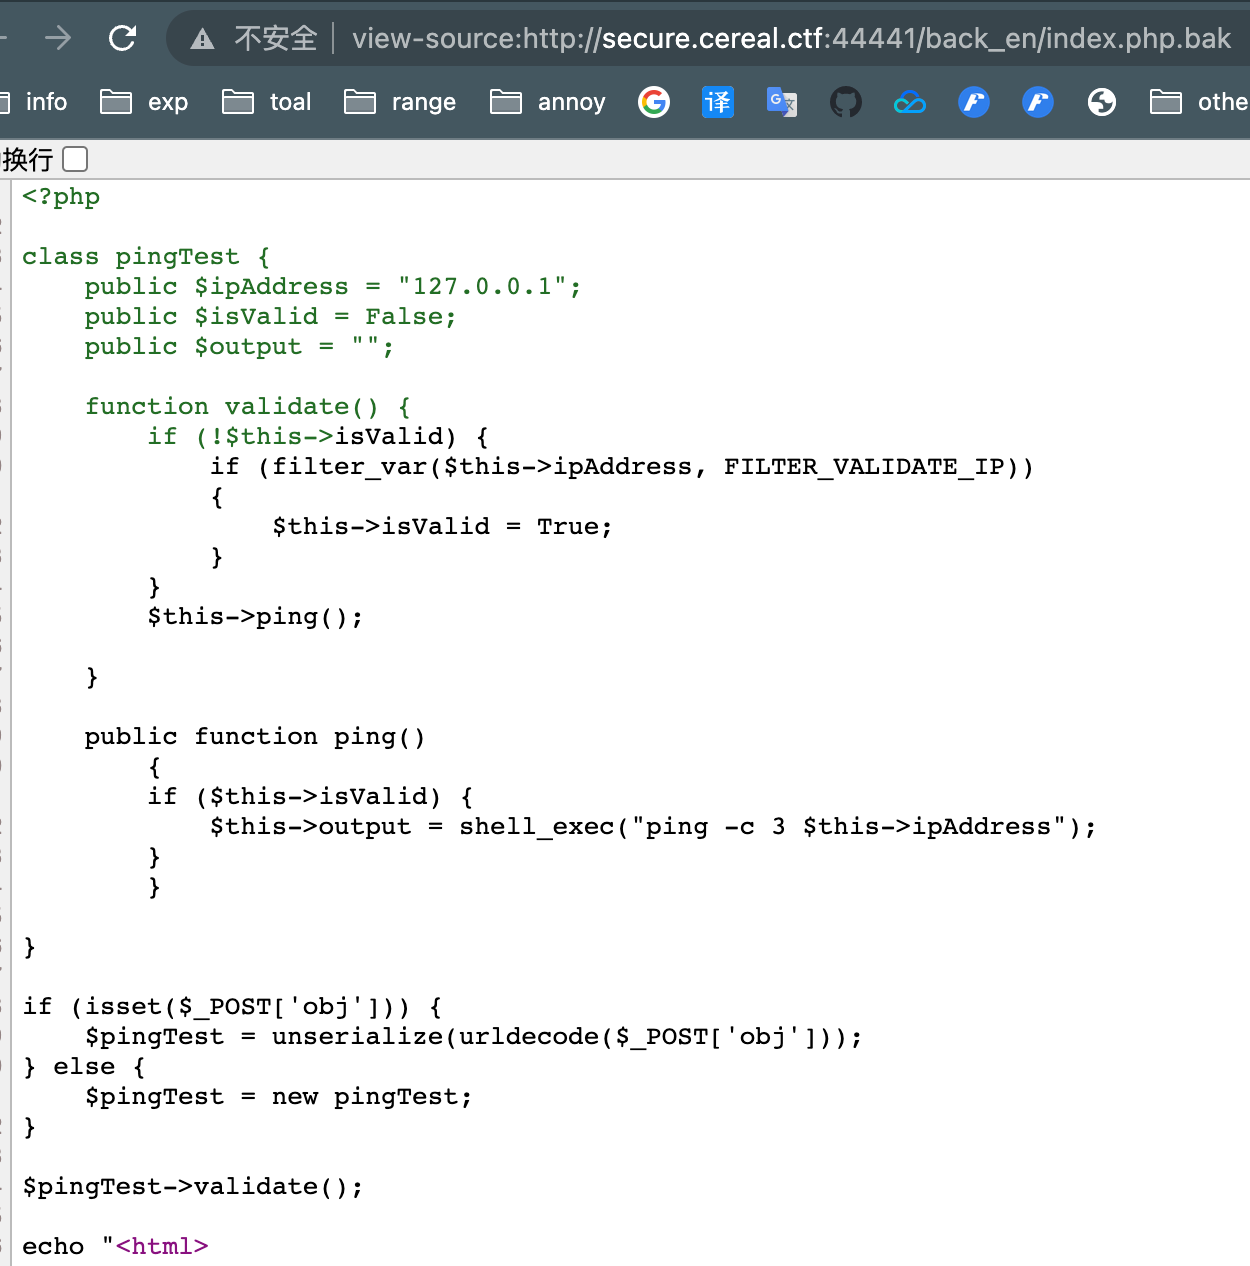 不安全 view-source:http://secure.cereal.ctf:44441/back_en/index.php.bak
info exp toal range annoy 译 G 文 othe
换行
<?php
class pingTest {
    public $ipAddress = "127.0.0.1";
    public $isValid = False;
    public $output = "";
    function validate() {
        if (!$this->isValid) {
            if (filter_var($this->ipAddress, FILTER_VALIDATE_IP))
            {
                $this->isValid = True;
            }
        }
        $this->ping();
    }
    public function ping()
        {
        if ($this->isValid) {
            $this->output = shell_exec("ping -c 3 $this->ipAddress");
        }
        }
}
if (isset($_POST['obj'])) {
    $pingTest = unserialize(urldecode($_POST['obj']));
} else {
    $pingTest = new pingTest;
}
$pingTest->validate();
echo "<html>